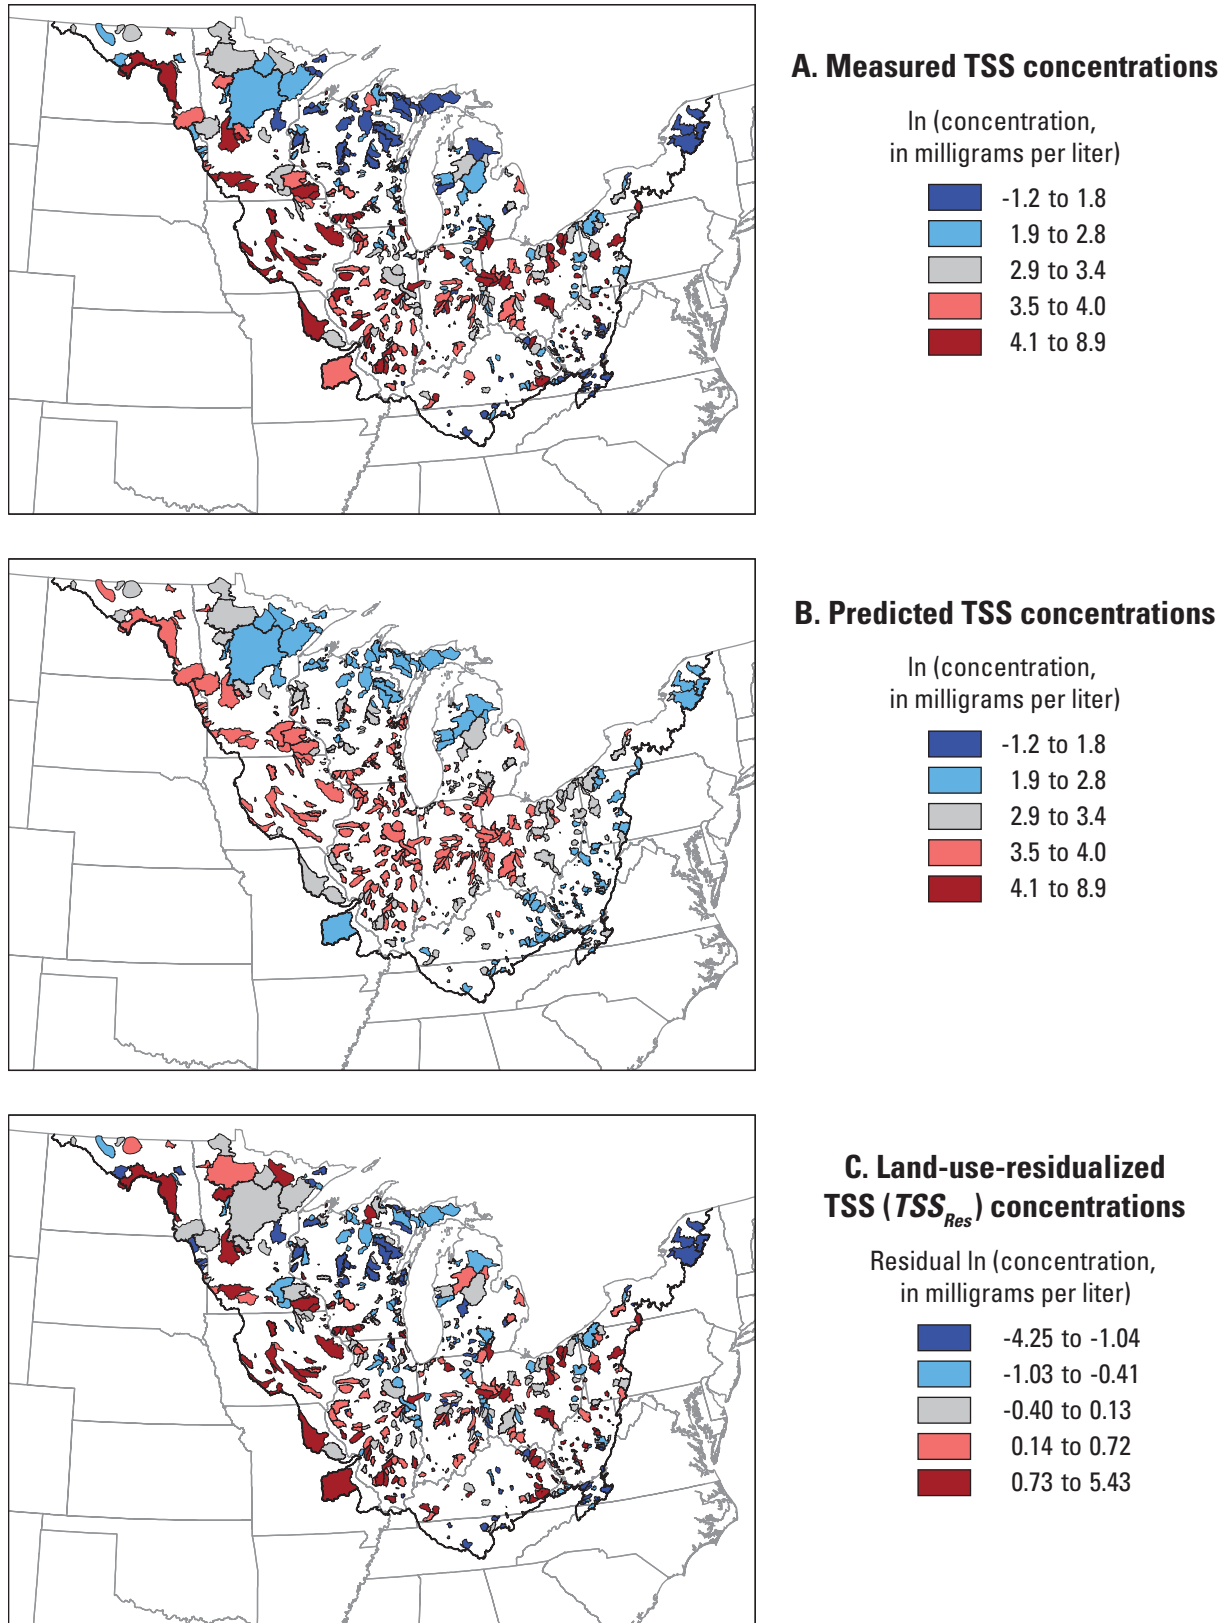 A. Measured TSS concentrations
ln (concentration,
in milligrams per liter)
-1.2 to 1.8
1.9 to 2.8
2.9 to 3.4
3.5 to 4.0
4.1 to 8.9
B. Predicted TSS concentrations
ln (concentration,
in milligrams per liter)
-1.2 to 1.8
1.9 to 2.8
2.9 to 3.4
3.5 to 4.0
4.1 to 8.9
C. Land-use-residualized
TSS (TSS_Res) concentrations
Residual ln (concentration,
in milligrams per liter)
-4.25 to -1.04
-1.03 to -0.41
-0.40 to 0.13
0.14 to 0.72
0.73 to 5.43